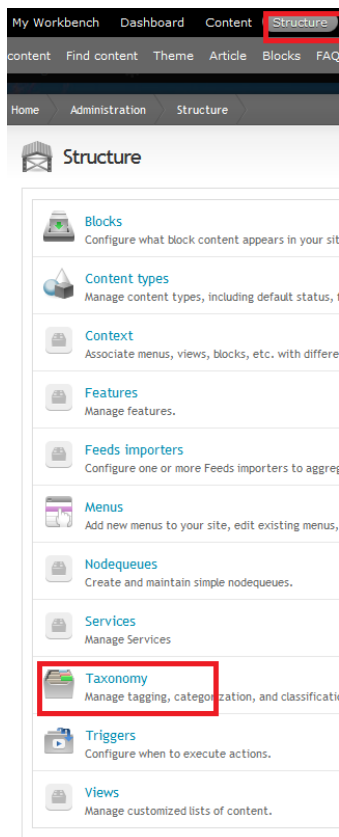 My Workbench Dashboard Content Structure
content Find content Theme Article Blocks FAQ
Home Administration Structure
Structure
Blocks
Configure what block content appears in your sit
Content types
Manage content types, including default status, f
Context
Associate menus, views, blocks, etc. with differe
Features
Manage features.
Feeds importers
Configure one or more Feeds importers to aggreg
Menus
Add new menus to your site, edit existing menus,
Nodequeues
Create and maintain simple nodequeues.
Services
Manage Services
Taxonomy
Manage tagging, categorization, and classificatio
Triggers
Configure when to execute actions.
Views
Manage customized lists of content.